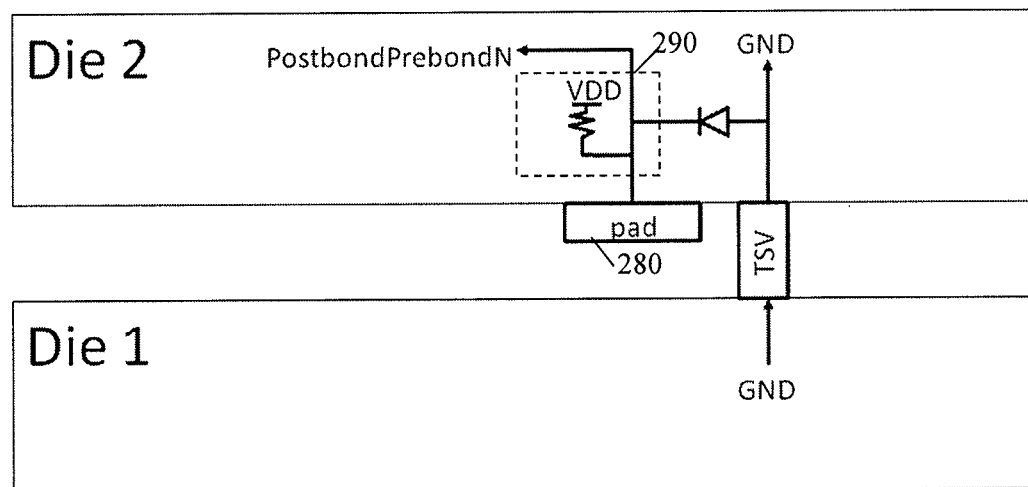 Die 2
PostbondPrebondN
290
GND
VDD
pad
280
TSV
Die 1
GND